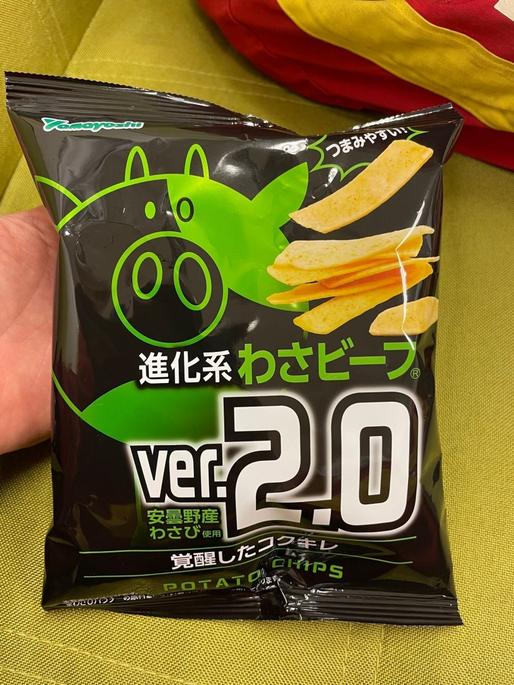 Yamayoshi
つまみやすい!
進化系 わさビーフ®
ver.2.0
安曇野産
わさび使用
覚醒したコクキレ
POTATO CHIPS